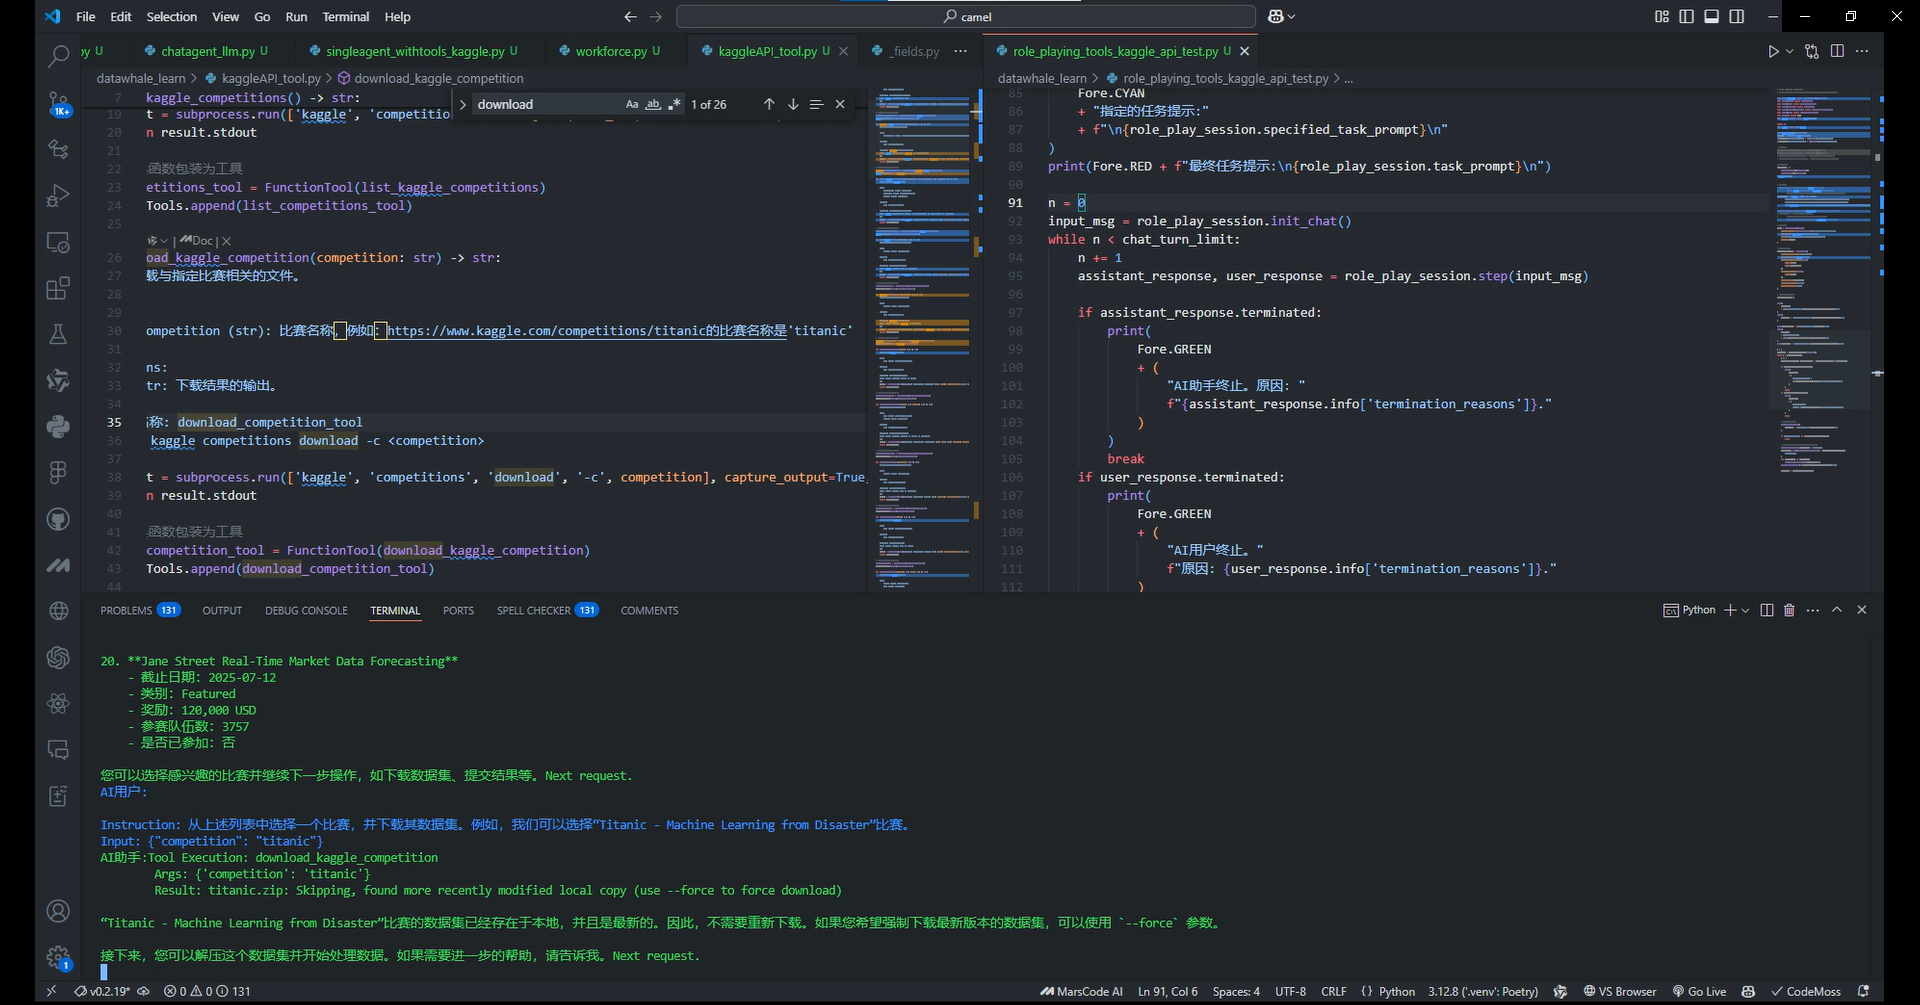 File Edit Selection View Go Run Terminal Help
camel
py U
chatagent_llm.py U
singleagent_withtools_kaggle.py U
workforce.py U
kaggleAPI_tool.py U
_fields.py
role_playing_tools_kaggle_api_test.py U
datawhale_learn > kaggleAPI_tool.py > download_kaggle_competition
download
Aa ab .* 1 of 26
7 kaggle_competitions() -> str:
19 t = subprocess.run(['kaggle', 'competitio
20 n result.stdout
21
22 函数包装为工具
23 etitions_tool = FunctionTool(list_kaggle_competitions)
24 Tools.append(list_competitions_tool)
25
Doc | X
26 oad_kaggle_competition(competition: str) -> str:
27 载与指定比赛相关的文件。
28
29
30 ompetition (str): 比赛名称，例如：https://www.kaggle.com/competitions/titanic的比赛名称是'titanic'
31
32 ns:
33 tr: 下载结果的输出。
34
35 称: download_competition_tool
36 kaggle competitions download -c <competition>
37
38 t = subprocess.run(['kaggle', 'competitions', 'download', '-c', competition], capture_output=True,
39 n result.stdout
40
41 函数包装为工具
42 competition_tool = FunctionTool(download_kaggle_competition)
43 Tools.append(download_competition_tool)
44
datawhale_learn > role_playing_tools_kaggle_api_test.py > ...
85 Fore.CYAN
86 + "指定的任务提示:"
87 + f"\n{role_play_session.specified_task_prompt}\n"
88 )
89 print(Fore.RED + f"最终任务提示:\n{role_play_session.task_prompt}\n")
90
91 n = 0
92 input_msg = role_play_session.init_chat()
93 while n < chat_turn_limit:
94 n += 1
95 assistant_response, user_response = role_play_session.step(input_msg)
96
97 if assistant_response.terminated:
98 print(
99 Fore.GREEN
100 + (
101 "AI助手终止。原因: "
102 f"{assistant_response.info['termination_reasons']}."
103 )
104 )
105 break
106 if user_response.terminated:
107 print(
108 Fore.GREEN
109 + (
110 "AI用户终止。"
111 f"原因: {user_response.info['termination_reasons']}."
112 )
PROBLEMS 131 OUTPUT DEBUG CONSOLE TERMINAL PORTS SPELL CHECKER 131 COMMENTS
Python
1K+
20. **Jane Street Real-Time Market Data Forecasting**
- 截止日期: 2025-07-12
- 类别: Featured
- 奖励: 120,000 USD
- 参赛队伍数: 3757
- 是否已参加: 否
您可以选择感兴趣的比赛并继续下一步操作，如下载数据集、提交结果等。Next request.
AI用户:
Instruction: 从上述列表中选择一个比赛，并下载其数据集。例如，我们可以选择“Titanic - Machine Learning from Disaster”比赛。
Input: {"competition": "titanic"}
AI助手:Tool Execution: download_kaggle_competition
Args: {'competition': 'titanic'}
Result: titanic.zip: Skipping, found more recently modified local copy (use --force to force download)
“Titanic - Machine Learning from Disaster”比赛的数据集已经存在于本地，并且是最新的。因此，不需要重新下载。如果您希望强制下载最新版本的数据集，可以使用 `--force` 参数。
接下来，您可以解压这个数据集并开始处理数据。如果需要进一步的帮助，请告诉我。Next request.
1
v0.2.19* 0 0 131
MarsCode AI Ln 91, Col 6 Spaces: 4 UTF-8 CRLF {} Python 3.12.8 ('.venv': Poetry) VS Browser Go Live CodeMoss